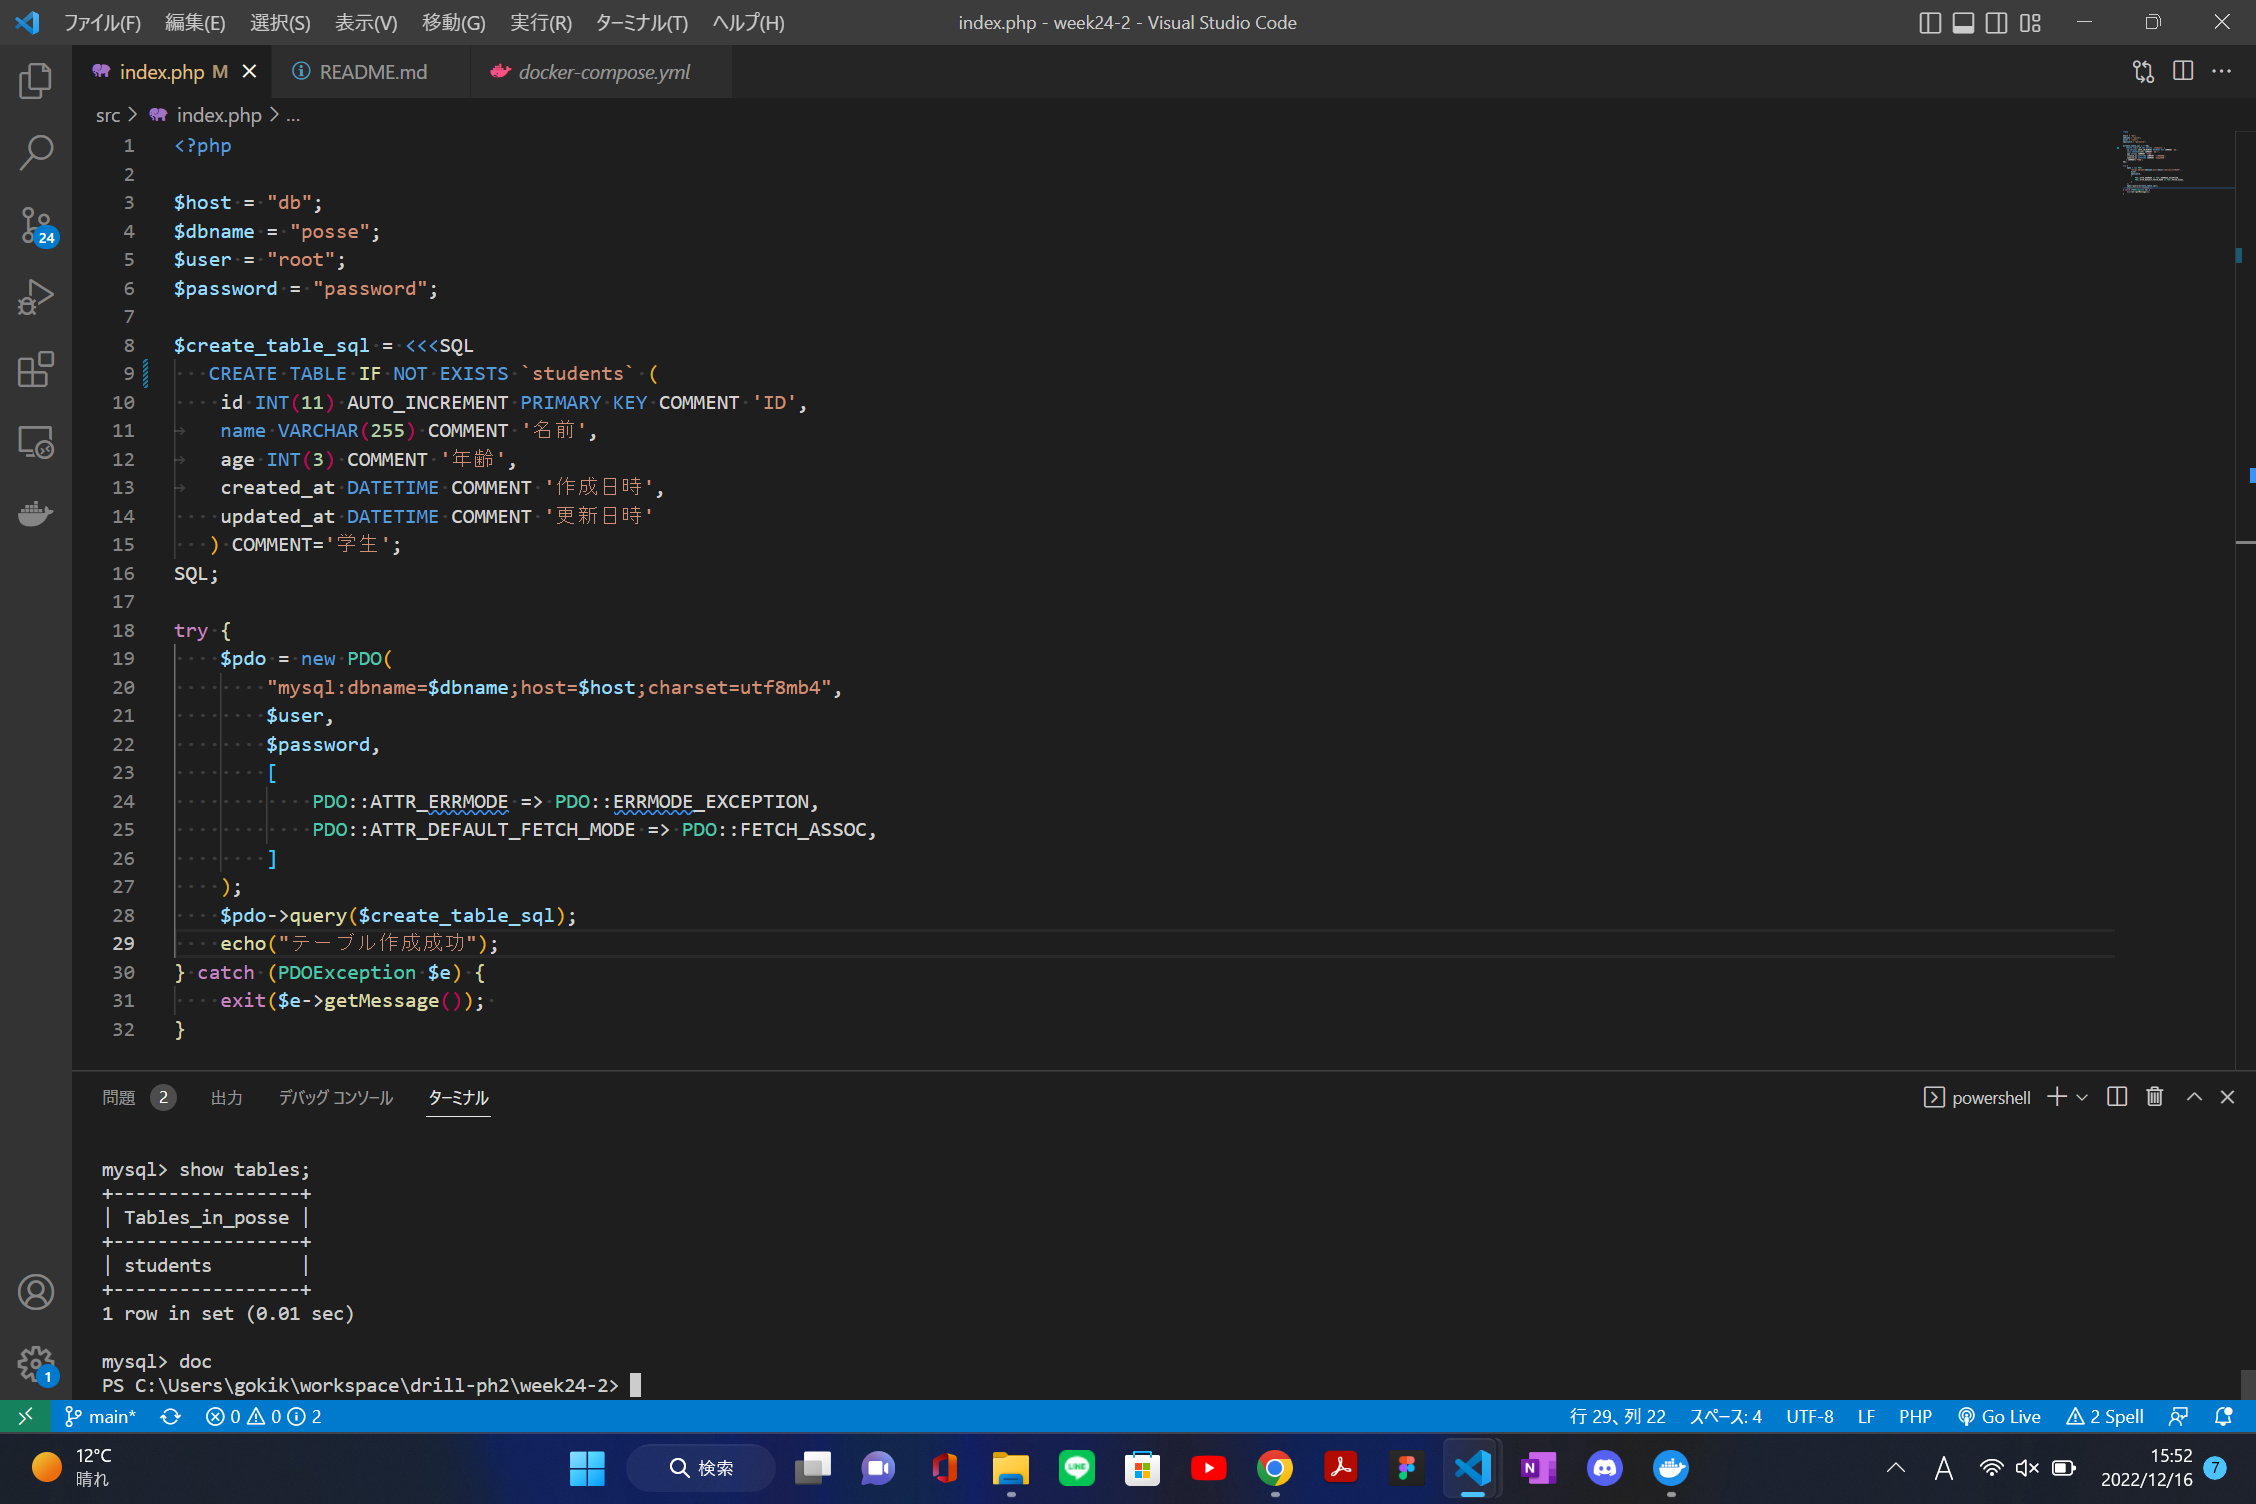 ファイル(F) 編集(E) 選択(S) 表示(V) 移動(G) 実行(R) ターミナル(T) ヘルプ(H) index.php - week24-2 - Visual Studio Code
index.php M README.md docker-compose.yml
src > index.php > ...
1 <?php
2
3 $host = "db";
4 $dbname = "posse";
5 $user = "root";
6 $password = "password";
7
8 $create_table_sql = <<<SQL
9 CREATE TABLE IF NOT EXISTS `students` (
10 id INT(11) AUTO_INCREMENT PRIMARY KEY COMMENT 'ID',
11 name VARCHAR(255) COMMENT '名前',
12 age INT(3) COMMENT '年齢',
13 created_at DATETIME COMMENT '作成日時',
14 updated_at DATETIME COMMENT '更新日時'
15 ) COMMENT='学生';
16 SQL;
17
18 try {
19 $pdo = new PDO(
20 "mysql:dbname=$dbname;host=$host;charset=utf8mb4",
21 $user,
22 $password,
23 [
24 PDO::ATTR_ERRMODE => PDO::ERRMODE_EXCEPTION,
25 PDO::ATTR_DEFAULT_FETCH_MODE => PDO::FETCH_ASSOC,
26 ]
27 );
28 $pdo->query($create_table_sql);
29 echo("テーブル作成成功");
30 } catch (PDOException $e) {
31 exit($e->getMessage());
32 }
24
問題 2 出力 デバッグ コンソール ターミナル powershell
mysql> show tables;
+-----------------+
| Tables_in_posse |
+-----------------+
| students        |
+-----------------+
1 row in set (0.01 sec)
mysql> doc
PS C:\Users\gokik\workspace\drill-ph2\week24-2>
1
main* 0 0 2 行 29、列 22 スペース: 4 UTF-8 LF PHP Go Live 2 Spell
12°C
晴れ
検索
LINE
N
A
15:52
2022/12/16
7